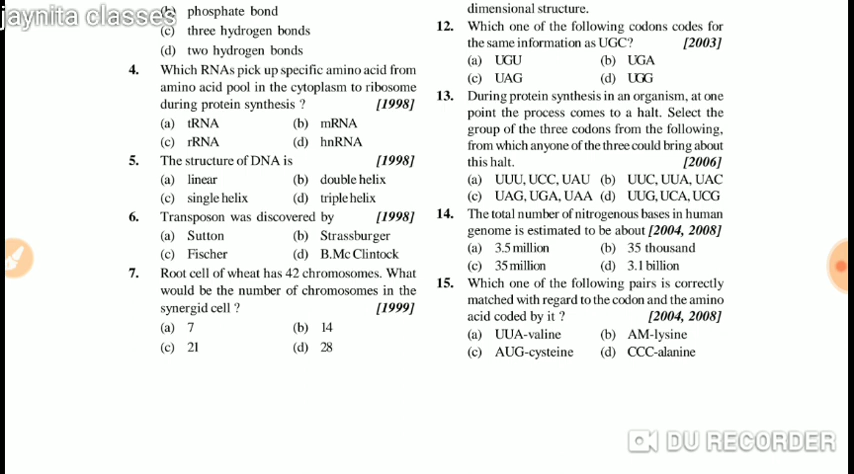 jaynita classes
(b) phosphate bond
(c) three hydrogen bonds
(d) two hydrogen bonds
4. Which RNAs pick up specific amino acid from
amino acid pool in the cytoplasm to ribosome
during protein synthesis ? [1998]
(a) tRNA (b) mRNA
(c) rRNA (d) hnRNA
5. The structure of DNA is [1998]
(a) linear (b) double helix
(c) single helix (d) triple helix
6. Transposon was discovered by [1998]
(a) Sutton (b) Strassburger
(c) Fischer (d) B.Mc Clintock
7. Root cell of wheat has 42 chromosomes. What
would be the number of chromosomes in the
synergid cell ? [1999]
(a) 7 (b) 14
(c) 21 (d) 28
dimensional structure.
12. Which one of the following codons codes for
the same information as UGC? [2003]
(a) UGU (b) UGA
(c) UAG (d) UGG
13. During protein synthesis in an organism, at one
point the process comes to a halt. Select the
group of the three codons from the following,
from which anyone of the three could bring about
this halt. [2006]
(a) UUU, UCC, UAU (b) UUC, UUA, UAC
(c) UAG, UGA, UAA (d) UUG, UCA, UCG
14. The total number of nitrogenous bases in human
genome is estimated to be about [2004, 2008]
(a) 3.5 million (b) 35 thousand
(c) 35 million (d) 3.1 billion
15. Which one of the following pairs is correctly
matched with regard to the codon and the amino
acid coded by it ? [2004, 2008]
(a) UUA-valine (b) AM-lysine
(c) AUG-cysteine (d) CCC-alanine
DU RECORDER